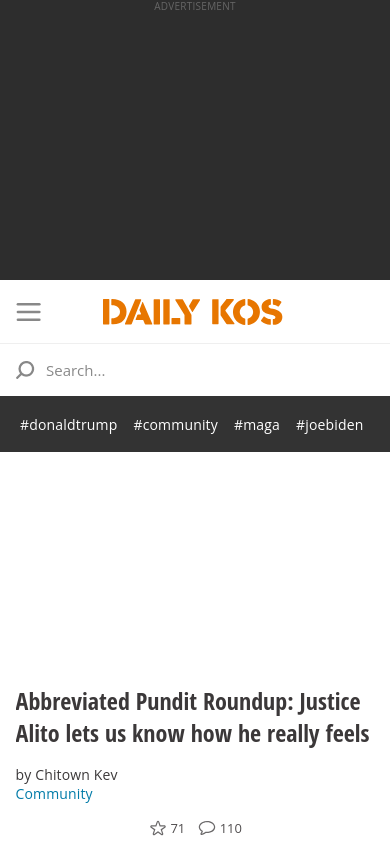 ADVERTISEMENT
DAILY KOS
Search...
#donaldtrump #community #maga #joebiden
Abbreviated Pundit Roundup: Justice
Alito lets us know how he really feels
by Chitown Kev
Community
71 110